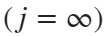 (j = ∞)